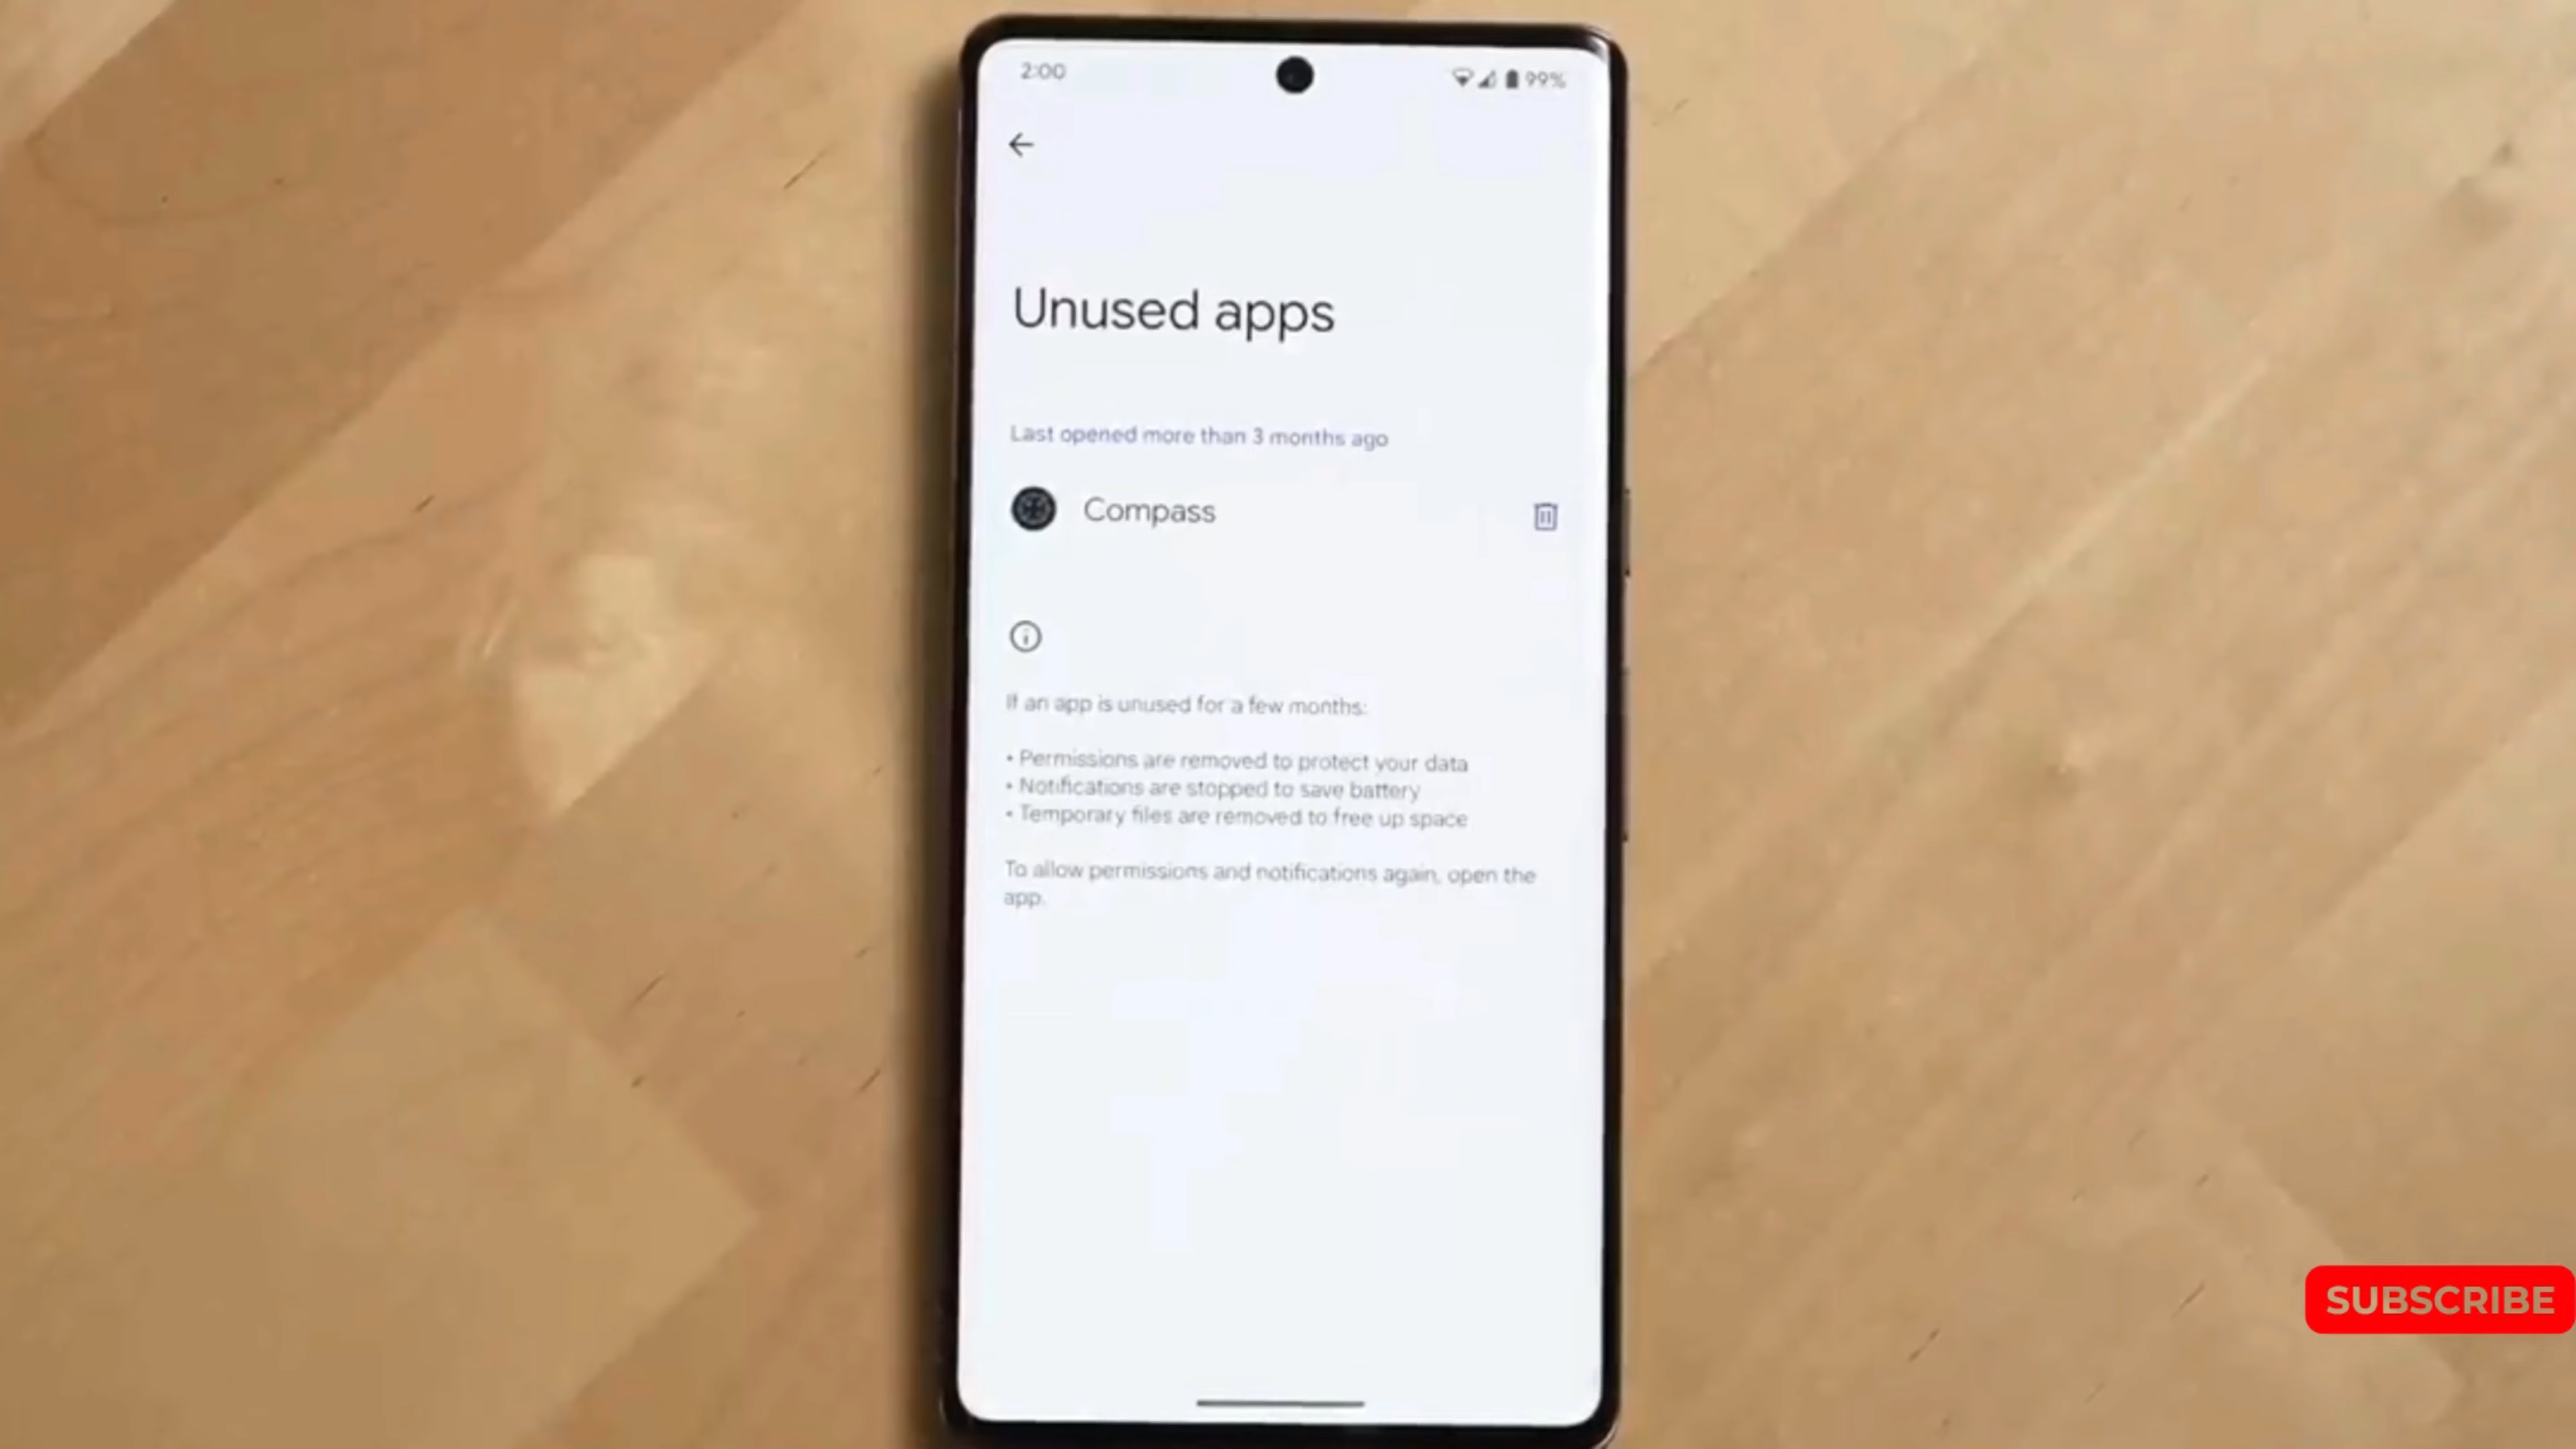 2:00
99%
Unused apps
Last opened more than 3 months ago
Compass
If an app is unused for a few months:
• Permissions are removed to protect your data
• Notifications are stopped to save battery
• Temporary files are removed to free up space
To allow permissions and notifications again, open the
app.
SUBSCRIBE